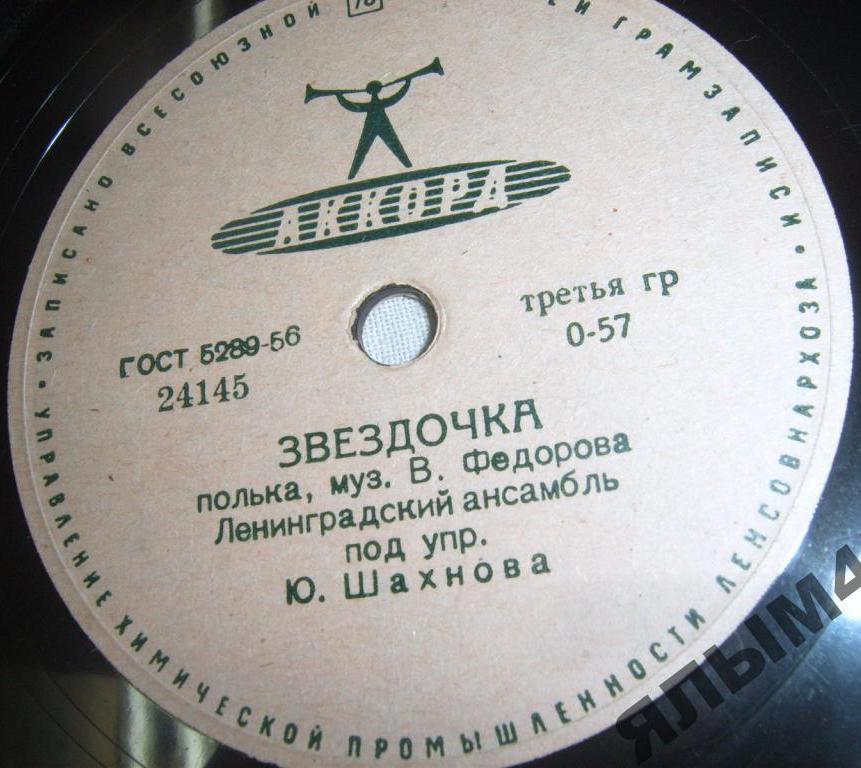 ЗАПИСАНО ВСЕСОЮЗНОЙ
78
ГРАМЗАПИСИ
АККОРД
ГОСТ 5289-56
24145
третья гр
0-57
ЗВЕЗДОЧКА
полька, муз. В. Федорова
Ленинградский ансамбль
под упр.
Ю. Шахнова
УПРАВЛЕНИЕ ХИМИЧЕСКОЙ ПРОМЫШЛЕННОСТИ ЛЕНСОВНАРХОЗА
ЯЛЫМ4